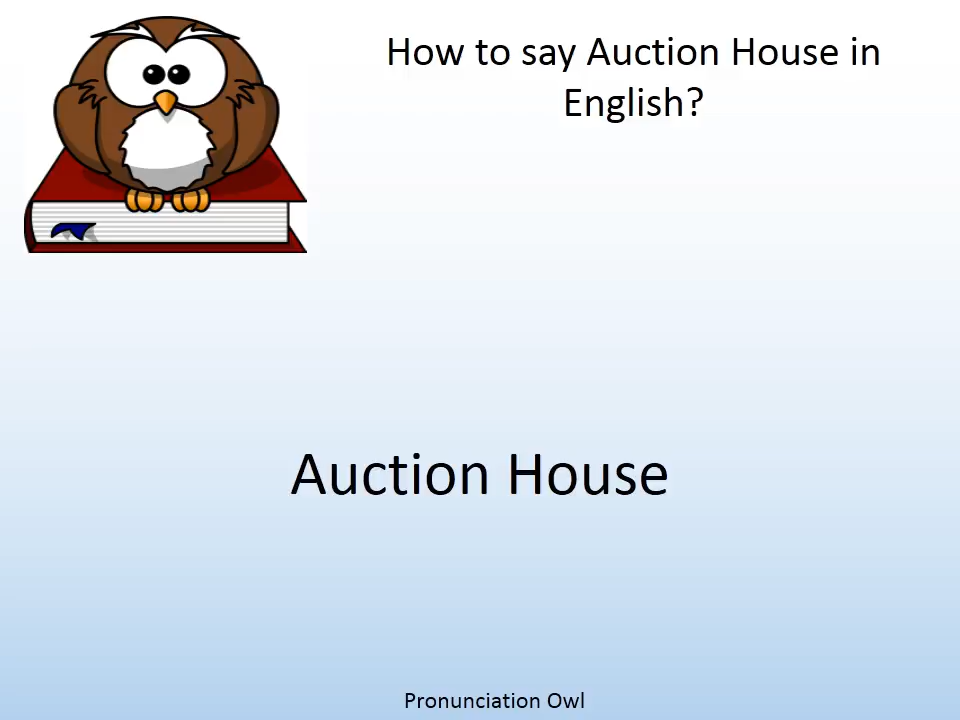 How to say Auction House in
English?
Auction House
Pronunciation Owl